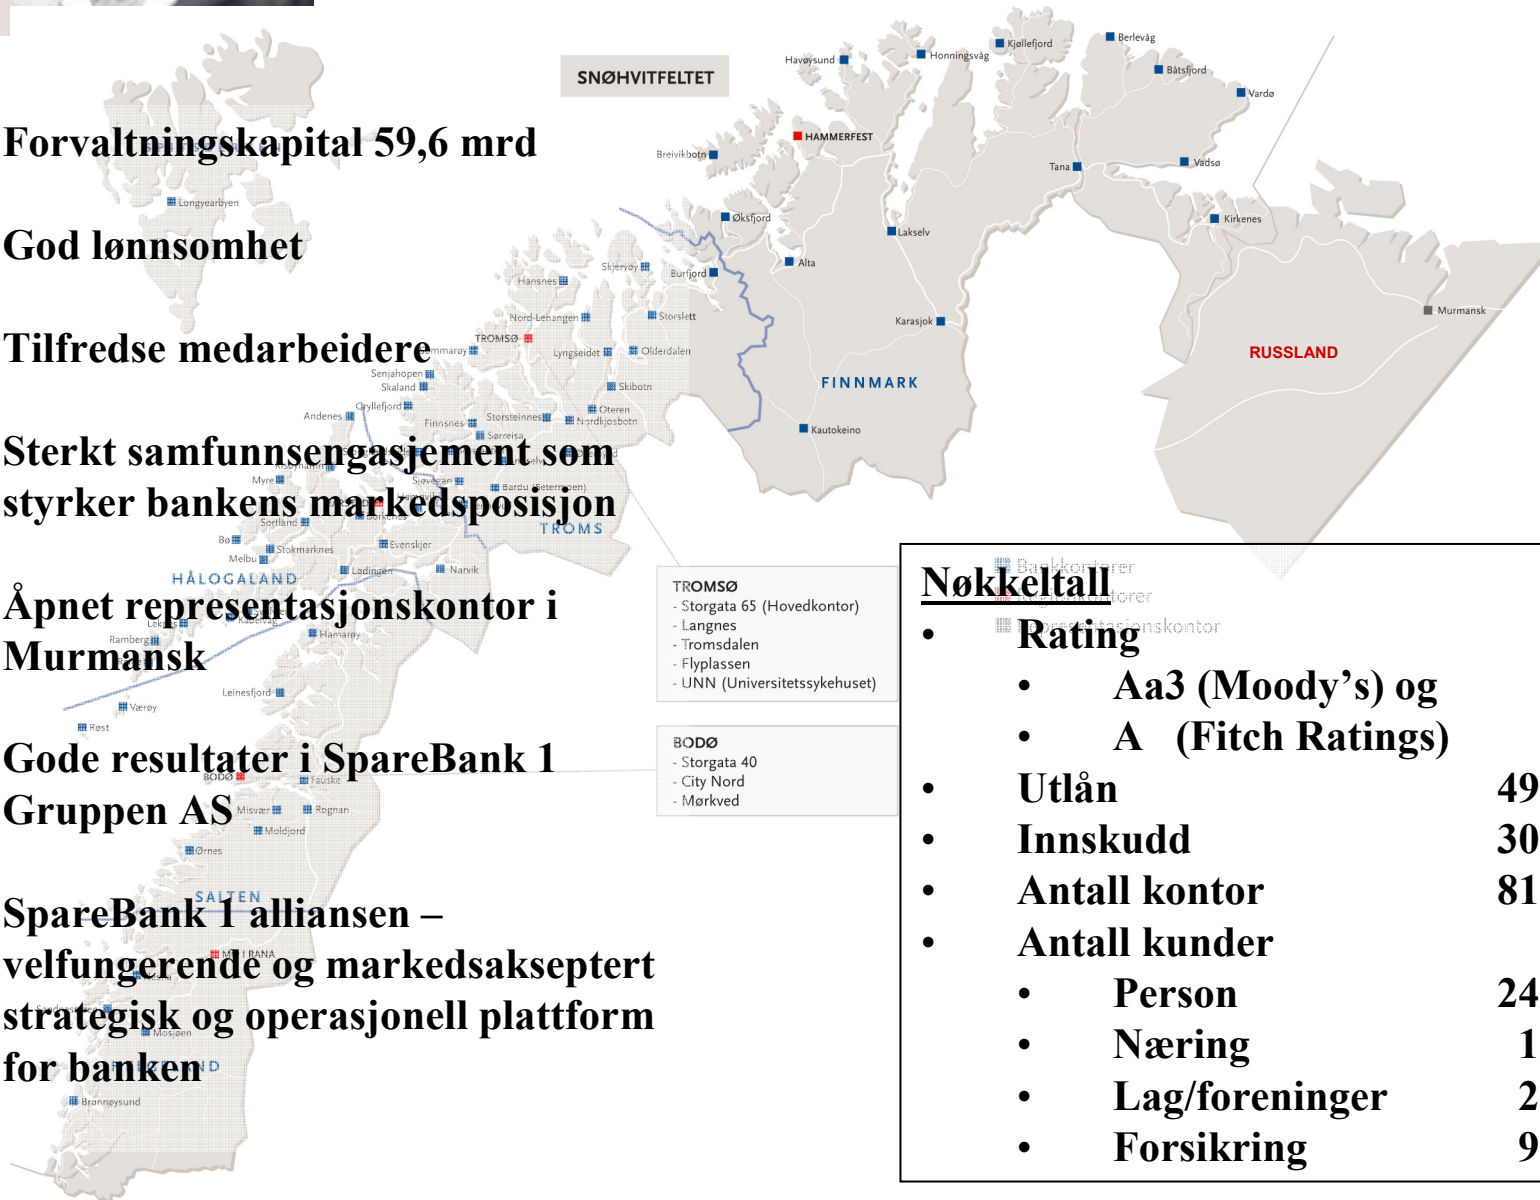 SNØHVITFELTET
Forvaltningskapital 59,6 mrd
God lønnsomhet
Tilfredse medarbeidere
Sterkt samfunnsengasjement som
styrker bankens markedsposisjon
Åpnet representasjonskontor i
Murmansk
Gode resultater i SpareBank 1
Gruppen AS
SpareBank 1 alliansen –
velfungerende og markedsakseptert
strategisk og operasjonell plattform
for banken
Longyearbyen
Havøysund
Honningsvåg
Kjøllefjord
Berlevåg
Båtsfjord
Vardø
HAMMERFEST
Breivikbotn
Tana
Vadsø
Øksfjord
Lakselv
Kirkenes
Alta
Burfjord
Skjervøy
Hansnes
Karasjok
Murmansk
RUSSLAND
FINNMARK
Kautokeino
Nord-Lenangen
Storslett
TROMSØ
Lyngseidet
Olderdalen
Senjahopen
Skaland
Skibotn
Gryllefjord
Andenes
Finnsnes
Storsteinnes
Oteren
Nordkjosbotn
Sørreisa
Myre
Sjøvegan
Bardu (Setermoen)
Sortland
Borkenes
TROMS
Bø
Stokmarknes
Evenskjer
Melbu
Lødingen
Narvik
HÅLOGALAND
Kabelvåg
Ramberg
Hamarøy
Leinesfjord
Værøy
Røst
BODØ
Fauske
Misvær
Rognan
Moldjord
Ørnes
SALTEN
MO I RANA
Mosjøen
Brønnøysund
TROMSØ
- Storgata 65 (Hovedkontor)
- Langnes
- Tromsdalen
- Flyplassen
- UNN (Universitetssykehuset)
BODØ
- Storgata 40
- City Nord
- Mørkved
Bankkontorer
Nøkkeltall
• Rating
• Aa3 (Moody’s) og
• A (Fitch Ratings)
• Utlån 49
• Innskudd 30
• Antall kontor 81
• Antall kunder
• Person 24
• Næring 1
• Lag/foreninger 2
• Forsikring 9